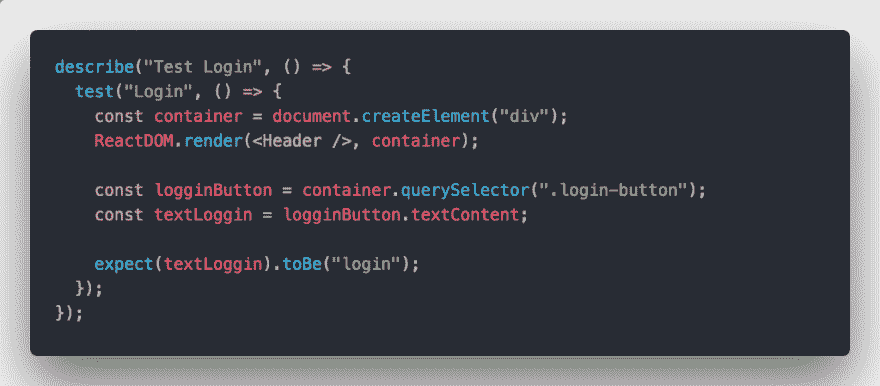 describe("Test Login", () => {
  test("Login", () => {
    const container = document.createElement("div");
    ReactDOM.render(<Header />, container);

    const logginButton = container.querySelector(".login-button");
    const textLoggin = logginButton.textContent;

    expect(textLoggin).toBe("login");
  });
});